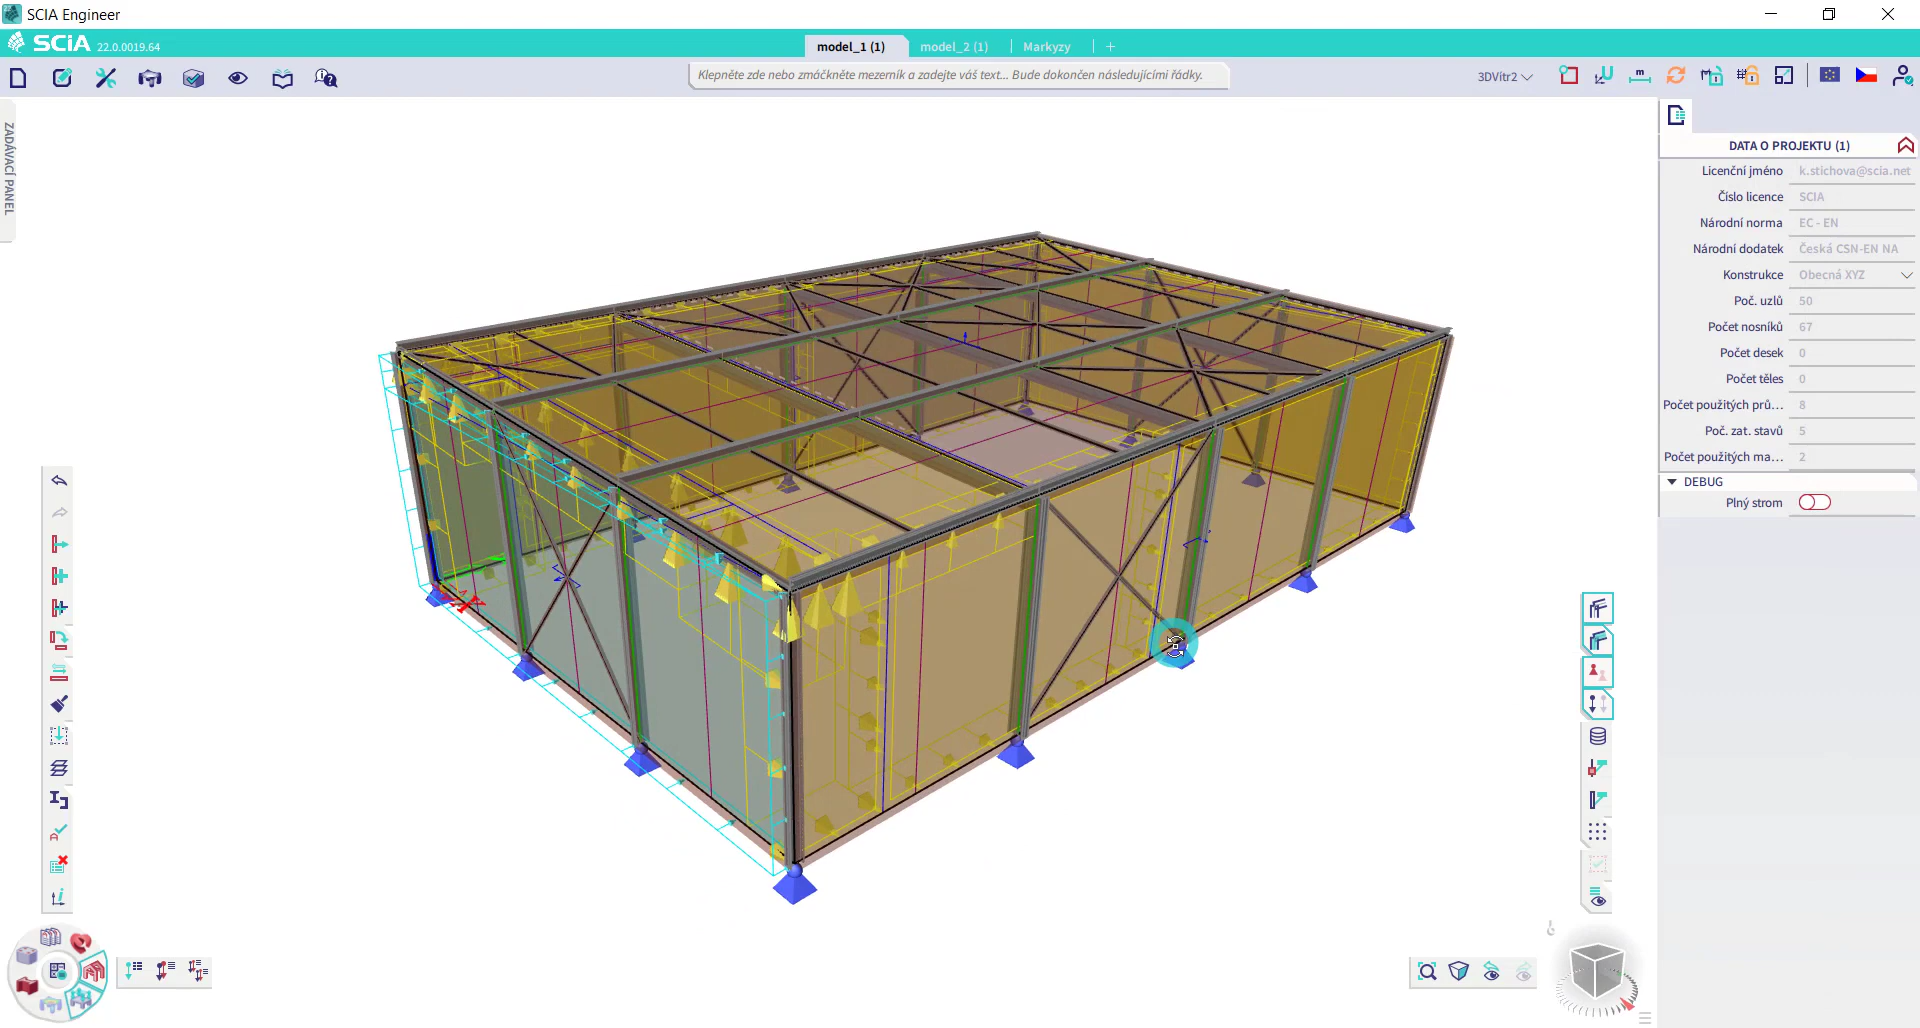 SCIA Engineer
SCiA 22.0.0019.64
model_1 (1)
model_2 (1)
Markyzy
Klepněte zde nebo zmáčkněte mezerník a zadejte váš text... Bude dokončen následujícími řádky.
3DVítr2
ZADÁVACÍ PANEL
DATA O PROJEKTU (1)
Licenční jméno k.stichova@scia.net
Číslo licence SCIA
Národní norma EC - EN
Národní dodatek Česká CSN-EN NA
Konstrukce Obecná XYZ
Poč. uzlů 50
Počet nosníků 67
Počet desek 0
Počet těles 0
Počet použitých prů... 8
Poč. zat. stavů 5
Počet použitých ma... 2
DEBUG
Plný strom